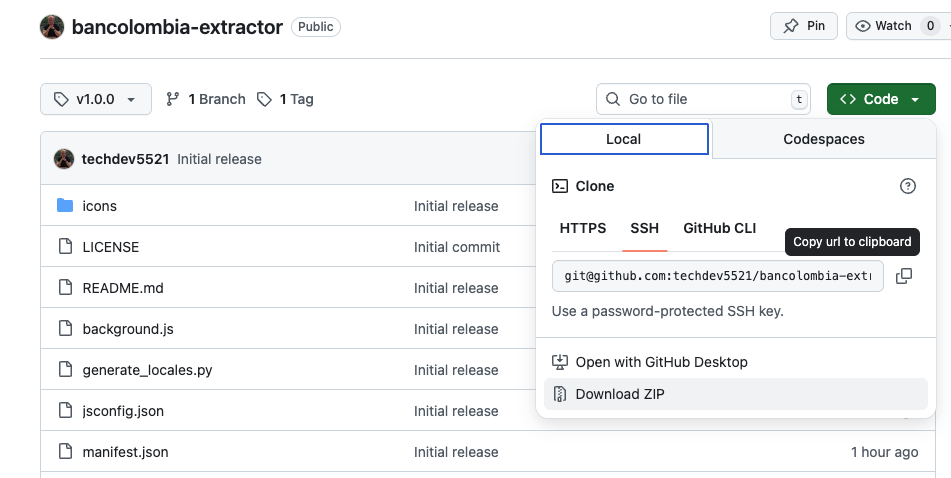 bancolombia-extractor Public Pin Watch 0
v1.0.0 1 Branch 1 Tag Go to file t Code
Local Codespaces
techdev5521 Initial release
Clone
icons Initial release
HTTPS SSH GitHub CLI
Copy url to clipboard
LICENSE Initial commit
git@github.com:techdev5521/bancolombia-extr
README.md Initial release
Use a password-protected SSH key.
background.js Initial release
Open with GitHub Desktop
generate_locales.py Initial release
Download ZIP
jsconfig.json Initial release
manifest.json Initial release 1 hour ago